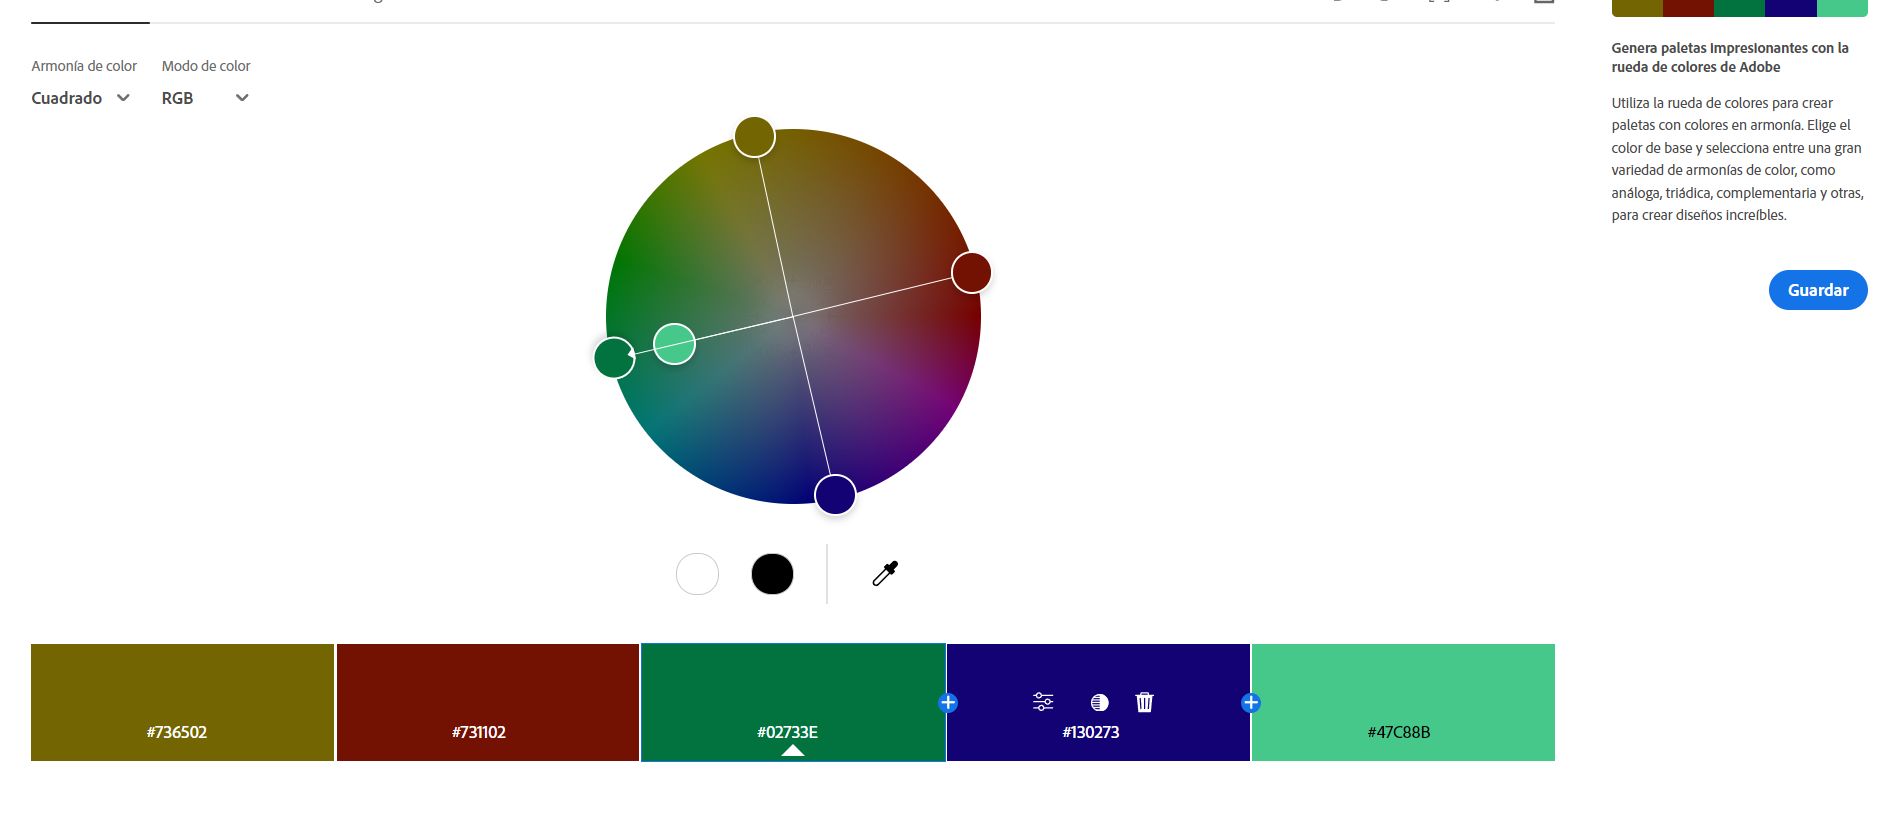 Armonía de color
Modo de color
Cuadrado
RGB
Genera paletas impresionantes con la
rueda de colores de Adobe
Utiliza la rueda de colores para crear
paletas con colores en armonía. Elige el
color de base y selecciona entre una gran
variedad de armonías de color, como
análoga, triádica, complementaria y otras,
para crear diseños increíbles.
Guardar
#736502
#731102
#02733E
#130273
#47C88B